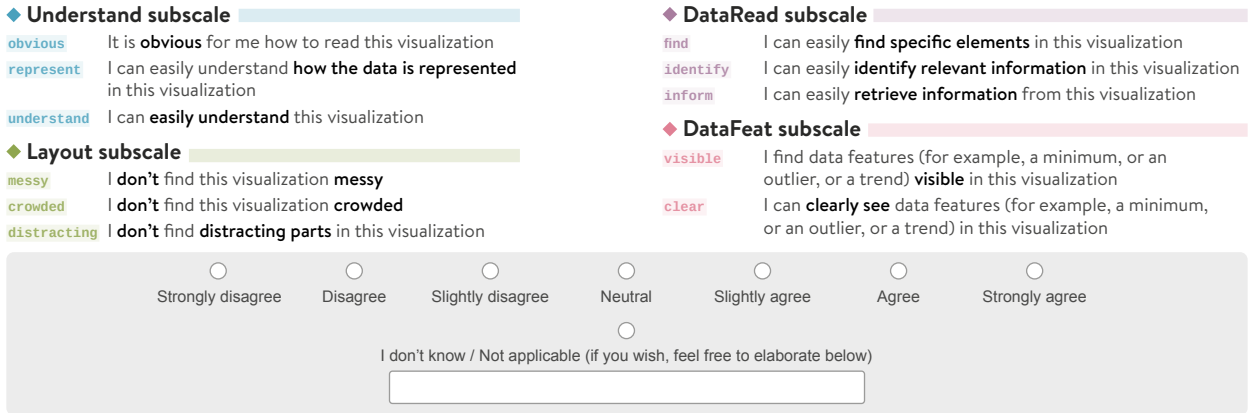 Understand subscale
obvious It is obvious for me how to read this visualization
represent I can easily understand how the data is represented
in this visualization
understand I can easily understand this visualization
Layout subscale
messy I don't find this visualization messy
crowded I don't find this visualization crowded
distracting I don't find distracting parts in this visualization
DataRead subscale
find I can easily find specific elements in this visualization
identify I can easily identify relevant information in this visualization
inform I can easily retrieve information from this visualization
DataFeat subscale
visible I find data features (for example, a minimum, or an
outlier, or a trend) visible in this visualization
clear I can clearly see data features (for example, a minimum,
or an outlier, or a trend) in this visualization
Strongly disagree Disagree Slightly disagree Neutral Slightly agree Agree Strongly agree
I don't know / Not applicable (if you wish, feel free to elaborate below)